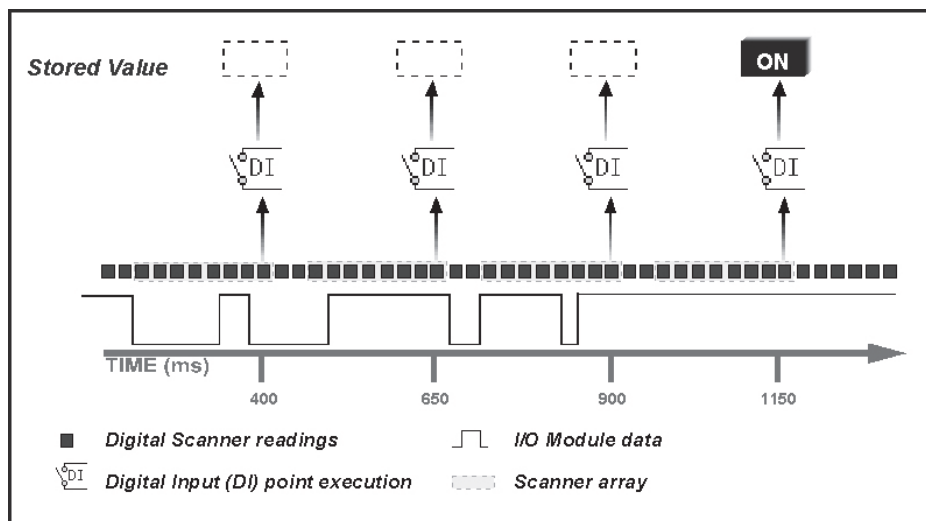 Stored Value
ON
DI DI DI DI
TIME (ms)
400 650 900 1150
Digital Scanner readings
I/O Module data
DI Digital Input (DI) point execution
Scanner array